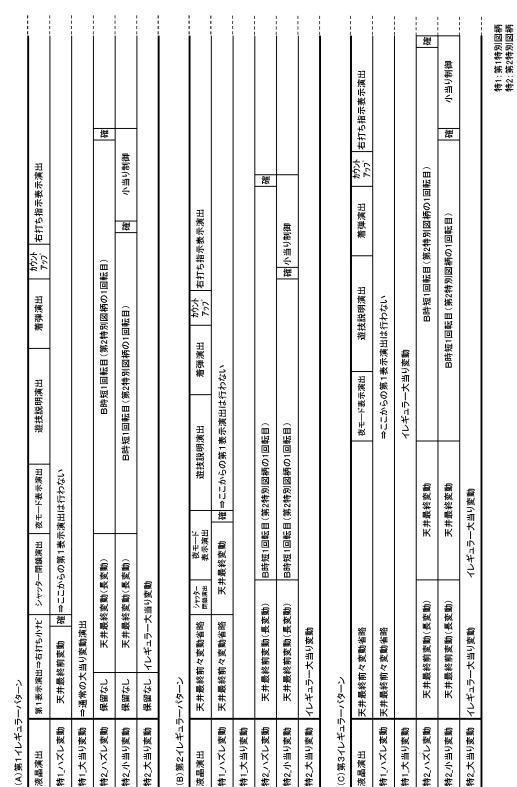 (A)第1イレギュラーパターン
液晶演出 第1表示演出⇒右打ち小ナビ シャッター閉鎖演出 夜モード表示演出 遊技説明演出 着弾演出 カウントアップ 右打ち指示表示演出
特1_ハズレ変動 天井最終前変動 確 ⇒ここからの第1表示演出は行わない
特1_大当り変動 ⇒通常の大当り変動演出
特2_ハズレ変動 保留なし 天井最終変動(長変動) B時短1回転目(第2特別図柄の1回転目) 確
特2_小当り変動 保留なし 天井最終変動(長変動) B時短1回転目(第2特別図柄の1回転目) 確 小当り制御
特2_大当り変動 保留なし イレギュラー大当り変動
(B)第2イレギュラーパターン
液晶演出 天井最終前々変動省略 シャッター閉鎖演出 夜モード表示演出 遊技説明演出 着弾演出 カウントアップ 右打ち指示表示演出
特1_ハズレ変動 天井最終前々変動省略 天井最終変動 確 ⇒ここからの第1表示演出は行わない
特1_大当り変動
特2_ハズレ変動 天井最終前変動(長変動) B時短1回転目(第2特別図柄の1回転目) 確
特2_小当り変動 天井最終前変動(長変動) B時短1回転目(第2特別図柄の1回転目) 確 小当り制御
特2_大当り変動 イレギュラー大当り変動
(C)第3イレギュラーパターン
液晶演出 天井最終前々変動省略 夜モード表示演出 遊技説明演出 着弾演出 カウントアップ 右打ち指示表示演出
特1_ハズレ変動 天井最終前々変動省略 ⇒ここからの第1表示演出は行わない
特1_大当り変動 イレギュラー大当り変動
特2_ハズレ変動 天井最終前変動(長変動) 天井最終変動 B時短1回転目(第2特別図柄の1回転目) 確
特2_小当り変動 天井最終前変動(長変動) 天井最終変動 B時短1回転目(第2特別図柄の1回転目) 確 小当り制御
特2_大当り変動 イレギュラー大当り変動 イレギュラー大当り変動
特1:第1特別図柄
特2:第2特別図柄